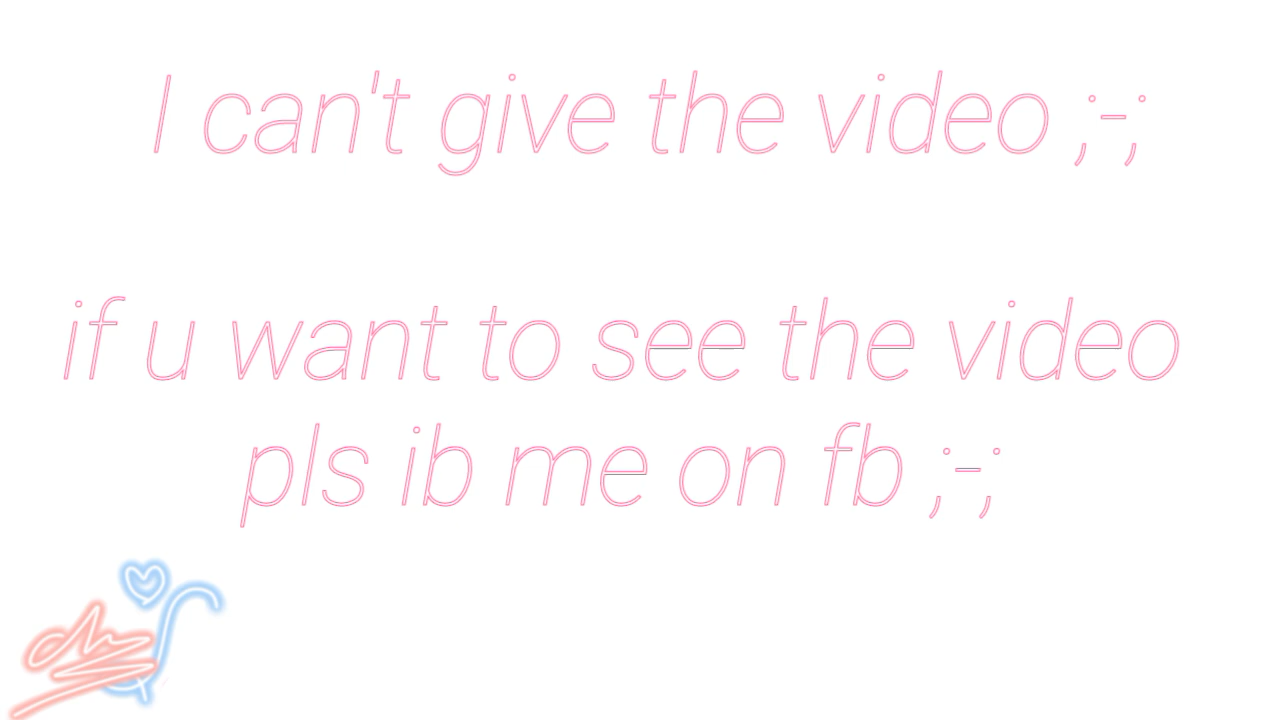 I can't give the video ;-;
if u want to see the video
pls ib me on fb ;-;